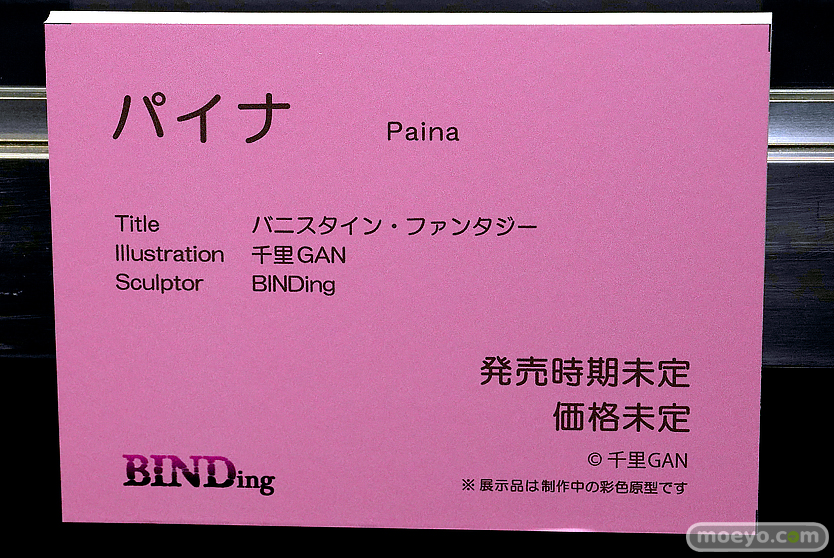 パイナ Paina
Title バニスタイン・ファンタジー
Illustration 千里GAN
Sculptor BINDing
発売時期未定
価格未定
© 千里GAN
BINDing
※ 展示品は制作中の彩色原型です
moeyo.com